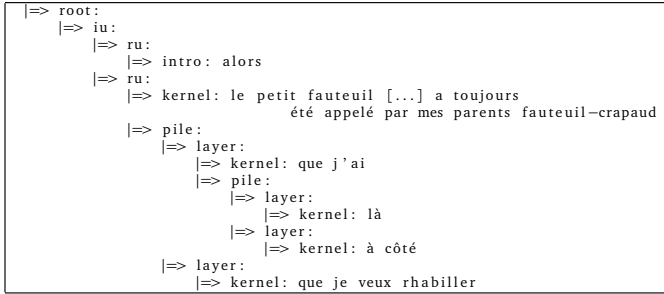 |=> root:
|=> iu:
|=> ru:
|=> intro: alors
|=> ru:
|=> kernel: le petit fauteuil [...] a toujours
été appelé par mes parents fauteuil-crapaud
|=> pile:
|=> layer:
|=> kernel: que j'ai
|=> pile:
|=> layer:
|=> kernel: là
|=> layer:
|=> kernel: à côté
|=> layer:
|=> kernel: que je veux rhabiller